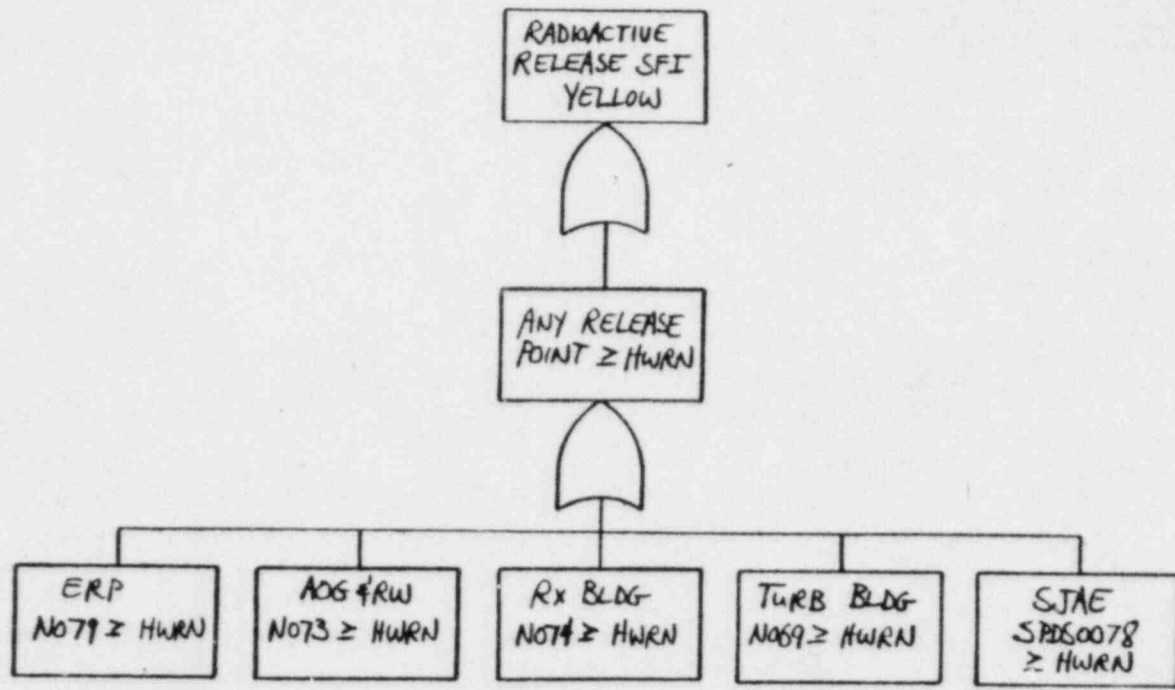 RADIOACTIVE
RELEASE SFI
YELLOW
ANY RELEASE
POINT ≥ HWRN
ERP
N079 ≥ HWRN
AOG & RW
N073 ≥ HWRN
RX BLDG
N074 ≥ HWRN
TURB BLDG
N069 ≥ HWRN
SJAE
SPDS0078
≥ HWRN